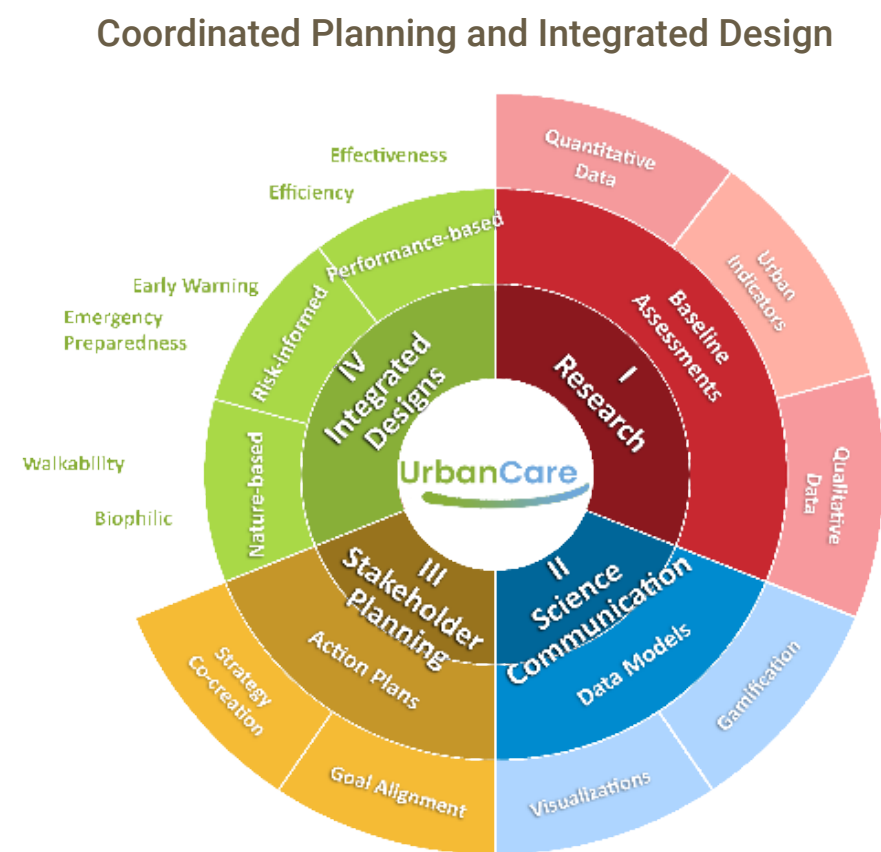 Coordinated Planning and Integrated Design
Quantitative
Data
Urban
Indicators
Qualitative
Data
Baseline
Assessments
I
Research
II
Science
Communication
Data Models
Gamification
Visualizations
III
Stakeholder
Planning
Action Plans
Goal Alignment
Strategy
Co-creation
IV
Integrated
Designs
Performance-based
Risk-informed
Nature-based
Effectiveness
Efficiency
Early Warning
Emergency
Preparedness
Walkability
Biophilic
UrbanCare